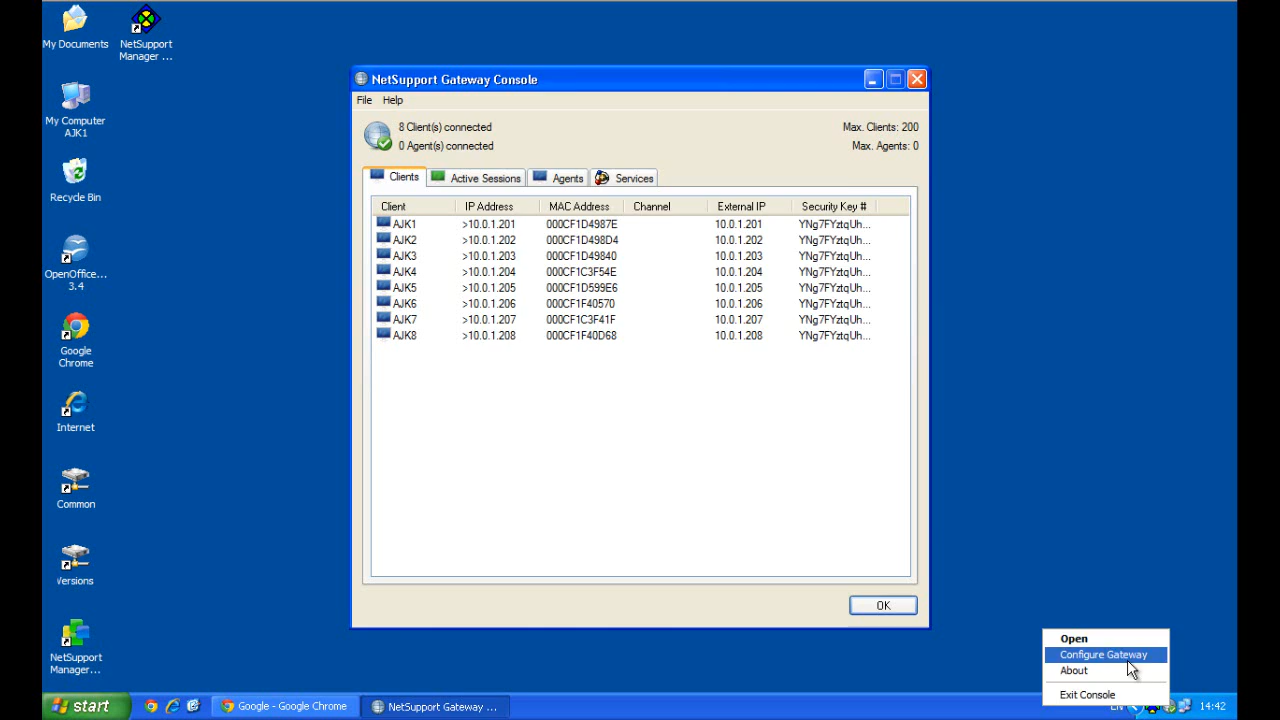 My Documents
NetSupport
Manager ...
My Computer
AJK1
Recycle Bin
OpenOffice...
3.4
Google
Chrome
Internet
Common
Versions
NetSupport
Manager...
NetSupport Gateway Console
File Help
8 Client(s) connected Max. Clients: 200
0 Agent(s) connected Max. Agents: 0
Clients Active Sessions Agents Services
Client IP Address MAC Address Channel External IP Security Key #
AJK1 >10.0.1.201 000CF1D4987E 10.0.1.201 YNg7FYztqUh...
AJK2 >10.0.1.202 000CF1D498D4 10.0.1.202 YNg7FYztqUh...
AJK3 >10.0.1.203 000CF1D49840 10.0.1.203 YNg7FYztqUh...
AJK4 >10.0.1.204 000CF1C3F54E 10.0.1.204 YNg7FYztqUh...
AJK5 >10.0.1.205 000CF1D599E6 10.0.1.205 YNg7FYztqUh...
AJK6 >10.0.1.206 000CF1F40570 10.0.1.206 YNg7FYztqUh...
AJK7 >10.0.1.207 000CF1C3F41F 10.0.1.207 YNg7FYztqUh...
AJK8 >10.0.1.208 000CF1F40D68 10.0.1.208 YNg7FYztqUh...
OK
Open
Configure Gateway
About
Exit Console
start Google - Google Chrome NetSupport Gateway ... EN 14:42